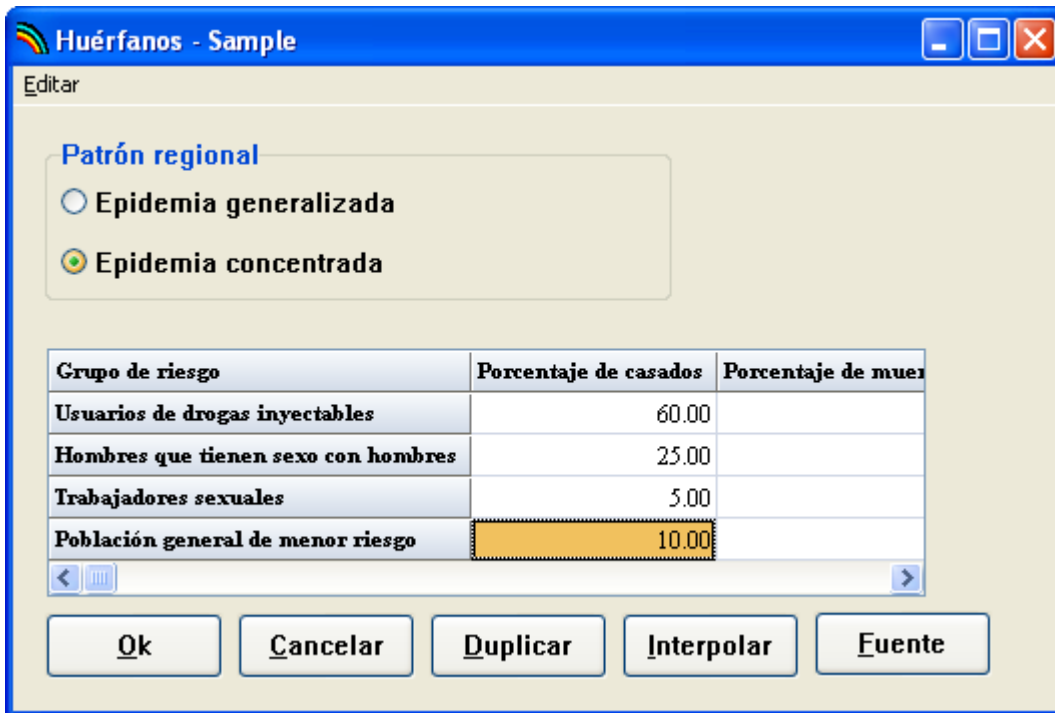 Huérfanos - Sample
Editar
Patrón regional
Epidemia generalizada
Epidemia concentrada
Grupo de riesgo Porcentaje de casados Porcentaje de
Usuarios de drogas inyectables 60.00
Hombres que tienen sexo con hombres 25.00
Trabajadores sexuales 5.00
Población general de menor riesgo 10.00
Ok Cancelar Duplicar Interpolar Fuente